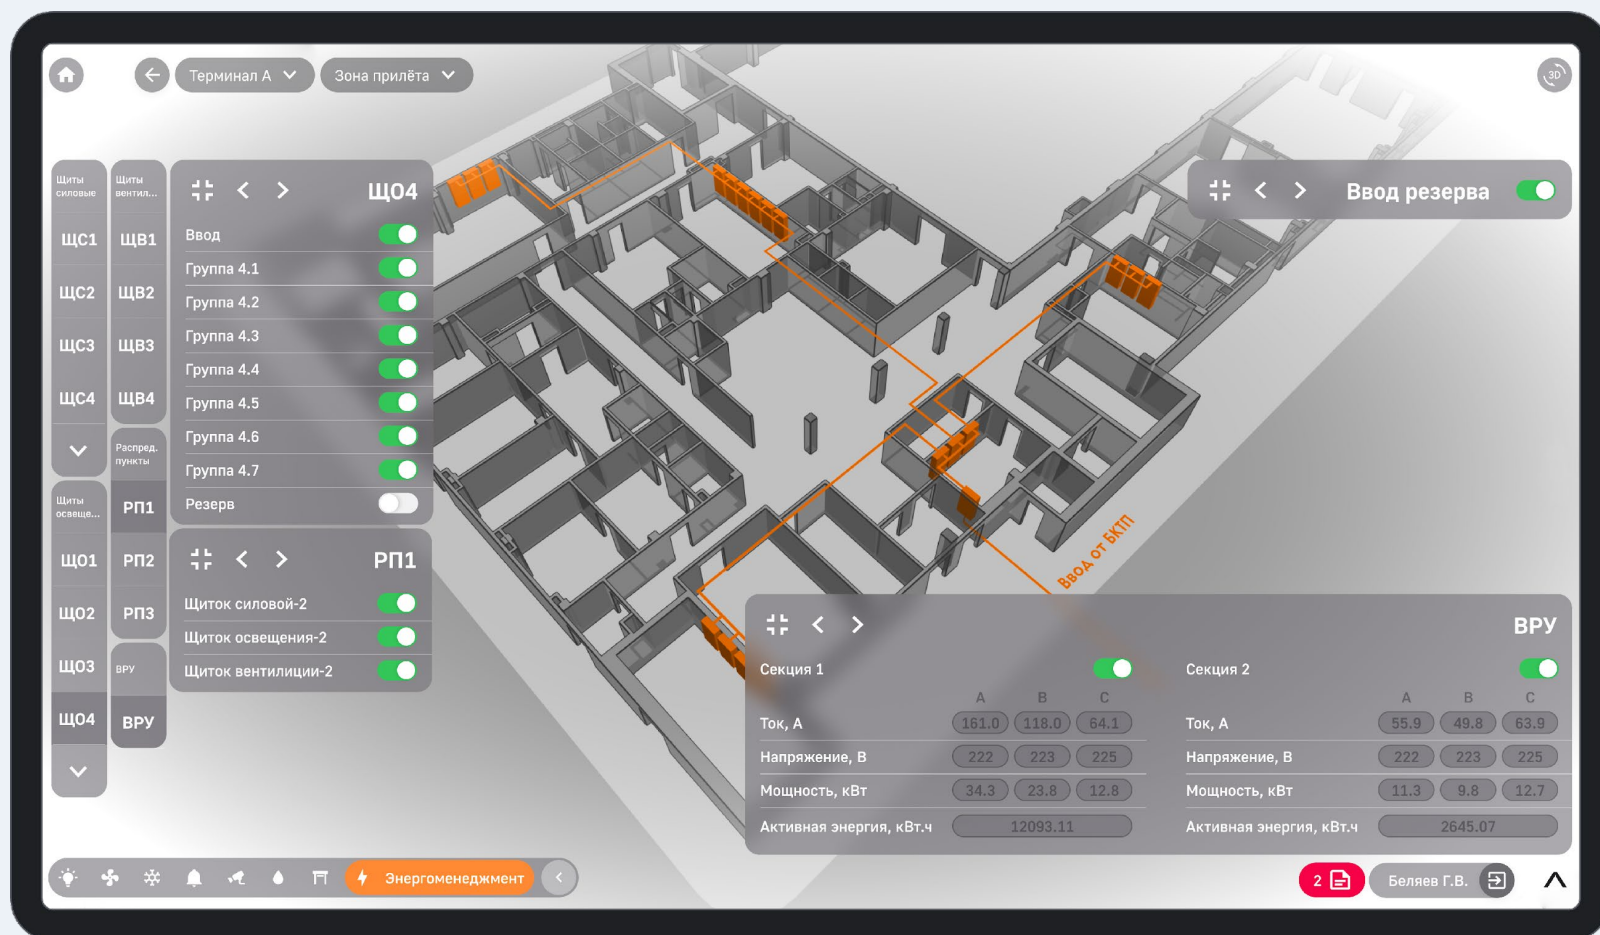 Терминал А
Зона прилёта
3D
Щиты силовые
ЩС1
ЩС2
ЩС3
ЩС4
Щиты освеще...
ЩО1
ЩО2
ЩО3
ЩО4
Щиты вентил...
ЩВ1
ЩВ2
ЩВ3
ЩВ4
Распред. пункты
РП1
РП2
РП3
ВРУ
ВРУ
ЩО4
Ввод
Группа 4.1
Группа 4.2
Группа 4.3
Группа 4.4
Группа 4.5
Группа 4.6
Группа 4.7
Резерв
РП1
Щиток силовой-2
Щиток освещения-2
Щиток вентилиции-2
Ввод резерва
Ввод от БКТП
ВРУ
Секция 1
A B C
Ток, А 161.0 118.0 64.1
Напряжение, В 222 223 225
Мощность, кВт 34.3 23.8 12.8
Активная энергия, кВт.ч 12093.11
Секция 2
A B C
Ток, А 55.9 49.8 63.9
Напряжение, В 222 223 225
Мощность, кВт 11.3 9.8 12.7
Активная энергия, кВт.ч 2645.07
Энергоменеджмент
2
Беляев Г.В.